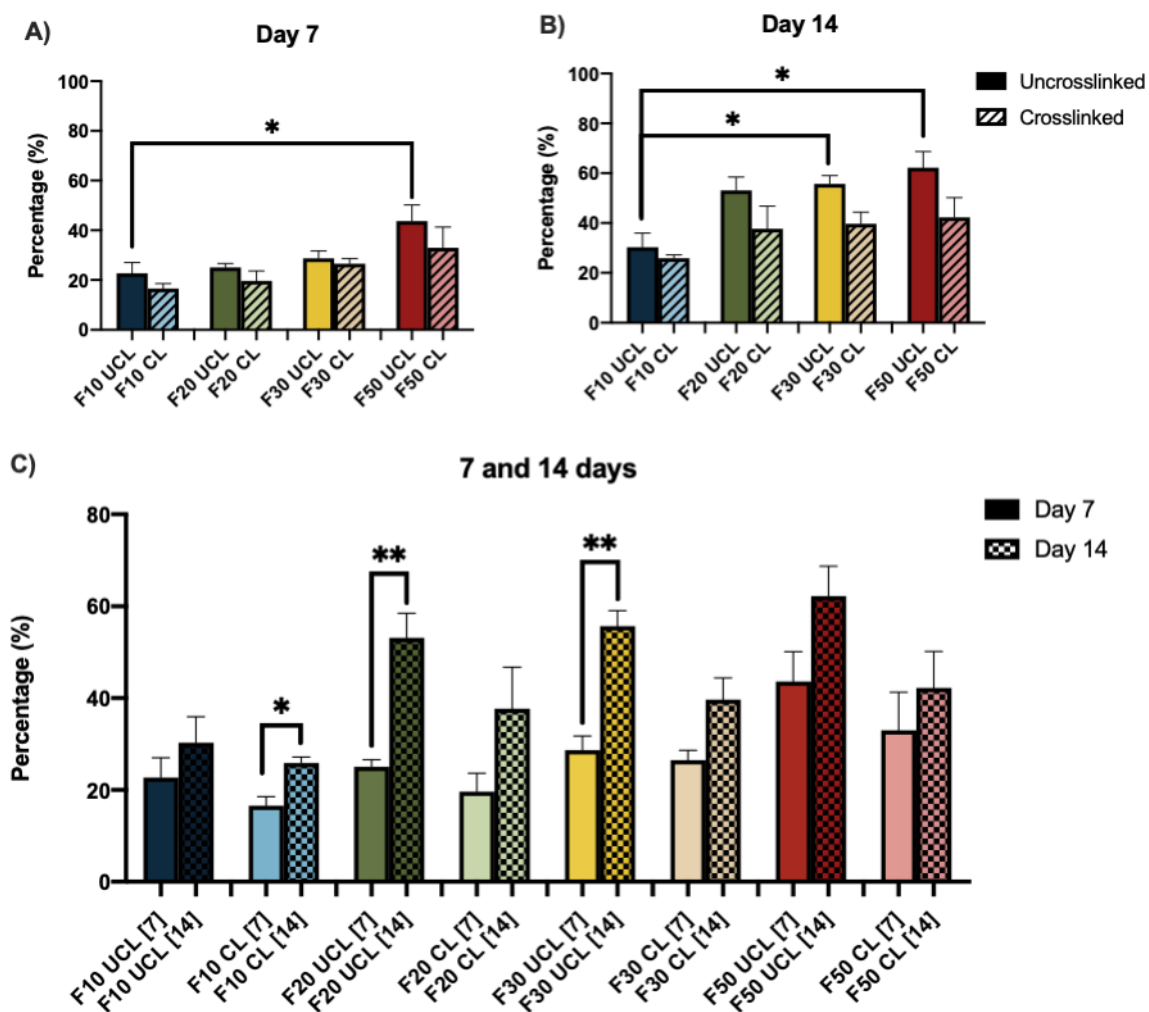 A)
Day 7
Percentage (%)
100
80
60
40
20
0
*
F10 UCL
F10 CL
F20 UCL
F20 CL
F30 UCL
F30 CL
F50 UCL
F50 CL
B)
Day 14
Percentage (%)
100
80
60
40
20
0
*
*
F10 UCL
F10 CL
F20 UCL
F20 CL
F30 UCL
F30 CL
F50 UCL
F50 CL
Uncrosslinked
Crosslinked
C)
7 and 14 days
Percentage (%)
80
60
40
20
0
*
**
**
F10 UCL [7]
F10 UCL [14]
F10 CL [7]
F10 CL [14]
F20 UCL [7]
F20 UCL [14]
F20 CL [7]
F20 CL [14]
F30 UCL [7]
F30 UCL [14]
F30 CL [7]
F30 CL [14]
F50 UCL [7]
F50 UCL [14]
F50 CL [7]
F50 CL [14]
Day 7
Day 14